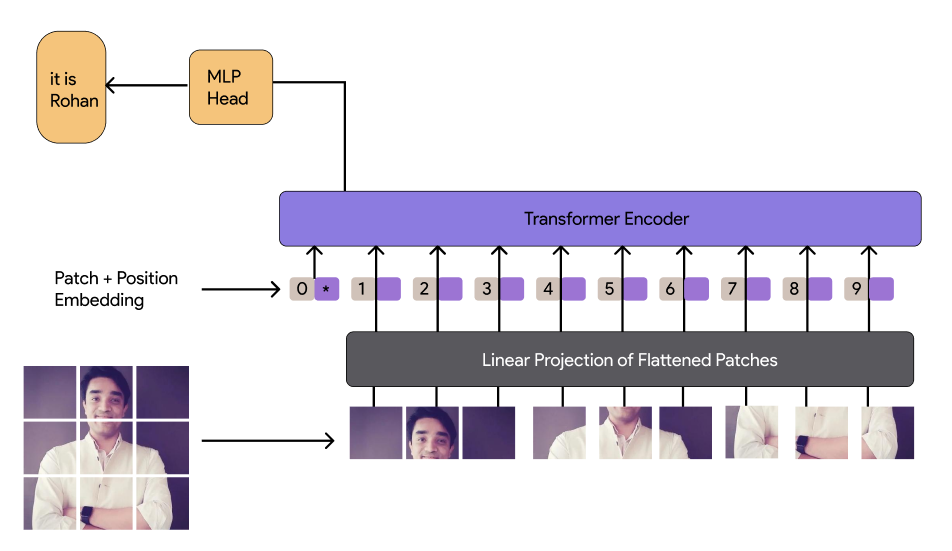 it is
Rohan
MLP
Head
Transformer Encoder
Patch + Position
Embedding
0 * 1 2 3 4 5 6 7 8 9
Linear Projection of Flattened Patches